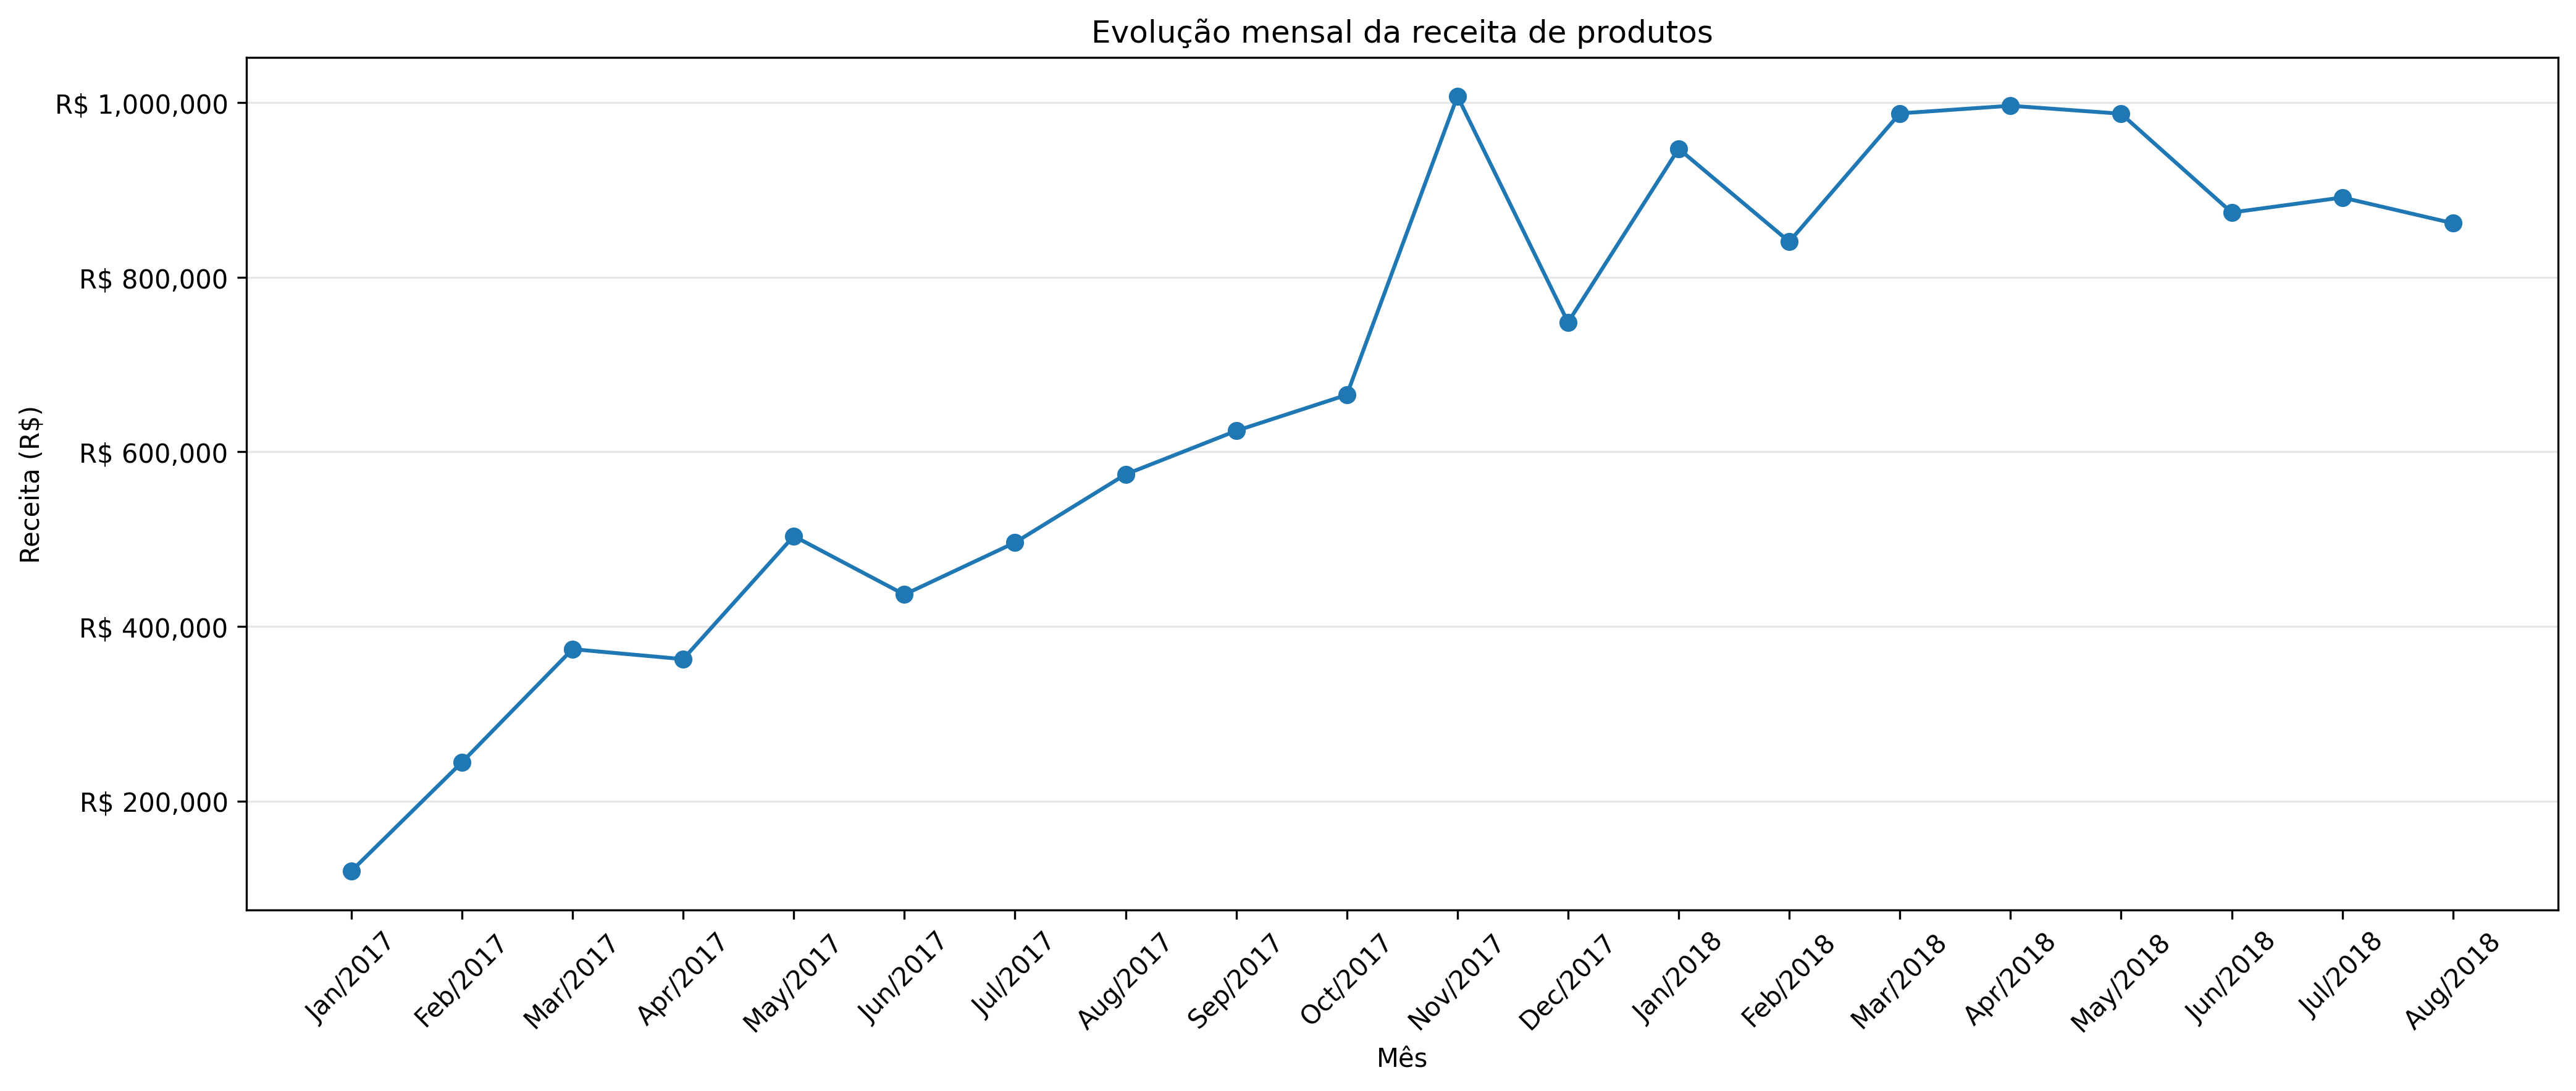 Evolução mensal da receita de produtos
R$ 1,000,000
R$ 800,000
R$ 600,000
R$ 400,000
R$ 200,000
Receita (R$)
Jan/2017
Feb/2017
Mar/2017
Apr/2017
May/2017
Jun/2017
Jul/2017
Aug/2017
Sep/2017
Oct/2017
Nov/2017
Dec/2017
Jan/2018
Feb/2018
Mar/2018
Apr/2018
May/2018
Jun/2018
Jul/2018
Aug/2018
Mês